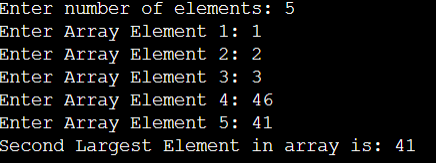 Enter number of elements: 5
Enter Array Element 1: 1
Enter Array Element 2: 2
Enter Array Element 3: 3
Enter Array Element 4: 46
Enter Array Element 5: 41
Second Largest Element in array is: 41